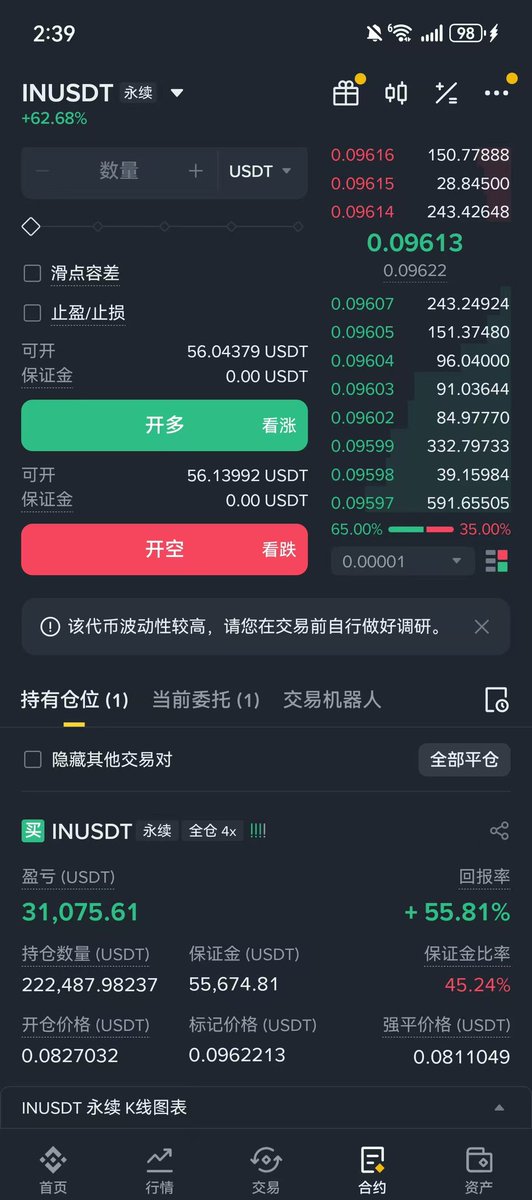 2:39
6
98
INUSDT 永续
+62.68%
数量
USDT
滑点容差
止盈/止损
可开 56.04379 USDT
保证金 0.00 USDT
开多 看涨
可开 56.13992 USDT
保证金 0.00 USDT
开空 看跌
0.09616 150.77888
0.09615 28.84500
0.09614 243.42648
0.09613
0.09622
0.09607 243.24924
0.09605 151.37480
0.09604 96.04000
0.09603 91.03644
0.09602 84.97770
0.09599 332.79733
0.09598 39.15984
0.09597 591.65505
65.00% 35.00%
0.00001
该代币波动性较高，请您在交易前自行做好调研。
持有仓位 (1) 当前委托 (1) 交易机器人
隐藏其他交易对 全部平仓
买 INUSDT 永续 全仓 4x !!!!
盈亏 (USDT) 回报率
31,075.61 + 55.81%
持仓数量 (USDT) 保证金 (USDT) 保证金比率
222,487.98237 55,674.81 45.24%
开仓价格 (USDT) 标记价格 (USDT) 强平价格 (USDT)
0.0827032 0.0962213 0.0811049
INUSDT 永续 K线图表
首页 行情 交易 合约 资产